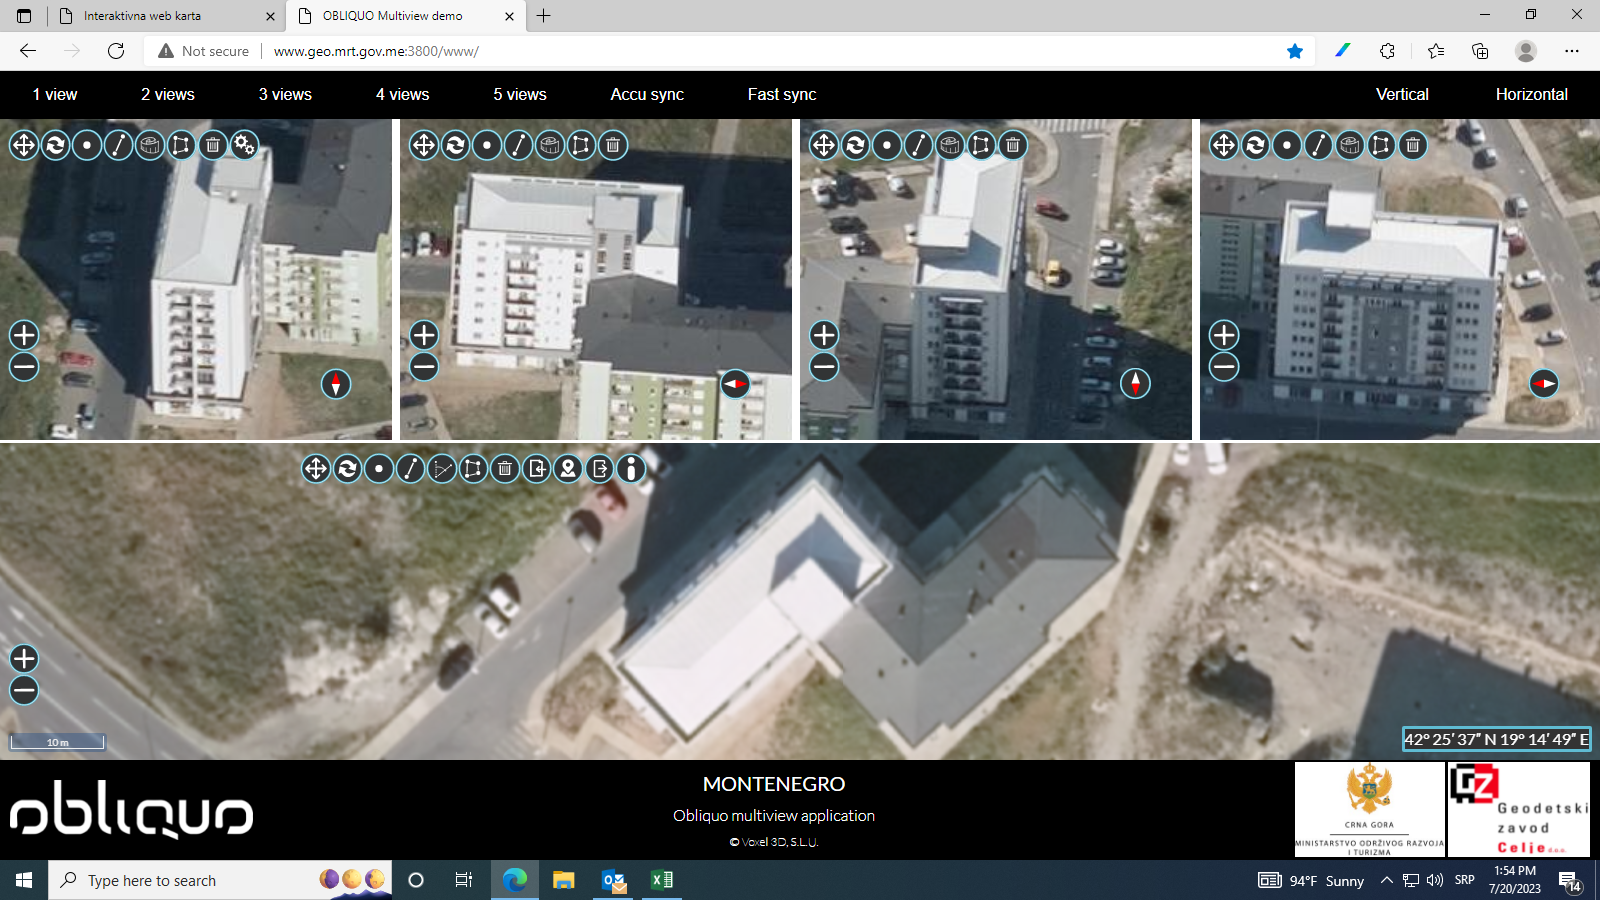 Interaktivna web karta
OBLIQUO Multiview demo
Not secure
www.geo.mrt.gov.me:3800/www/
1 view
2 views
3 views
4 views
5 views
Accu sync
Fast sync
Vertical
Horizontal
10 m
42° 25′ 37″ N 19° 14′ 49″ E
obliquo
MONTENEGRO
Obliquo multiview application
© Voxel 3D, S.L.U.
CRNA GORA
MINISTARSTVO ODRŽIVOG RAZVOJA
I TURIZMA
GZ
Geodetski
zavod
Celje d.o.o.
Type here to search
94°F Sunny
SRP
1:54 PM
7/20/2023
14